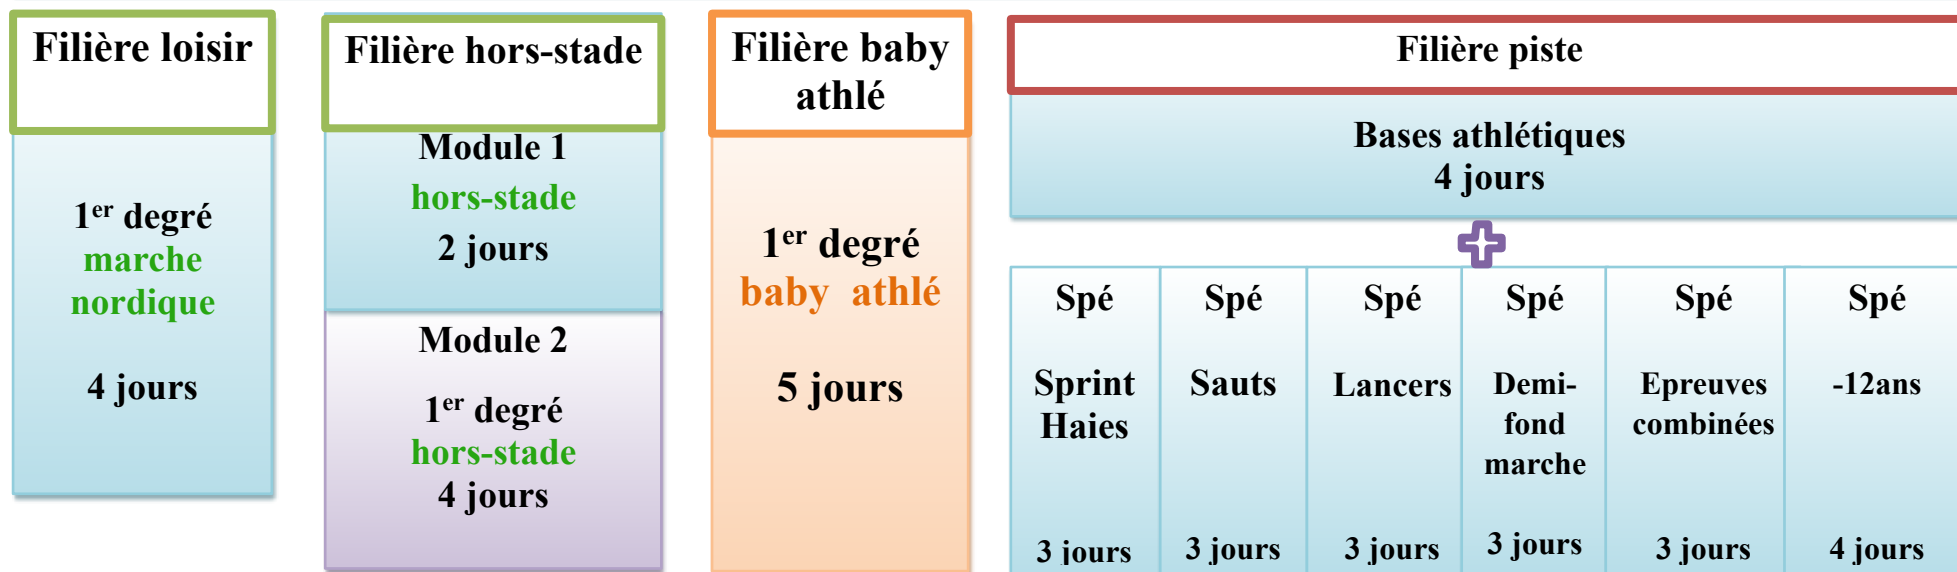 Filière loisir
1er degré
marche
nordique
4 jours
Filière hors-stade
Module 1
hors-stade
2 jours
Module 2
1er degré
hors-stade
4 jours
Filière baby
athlé
1er degré
baby athlé
5 jours
Filière piste
Bases athlétiques
4 jours
Spé
Sprint
Haies
3 jours
Spé
Sauts
3 jours
Spé
Lancers
3 jours
Spé
Demi-
fond
marche
3 jours
Spé
Epreuves
combinées
3 jours
Spé
-12ans
4 jours